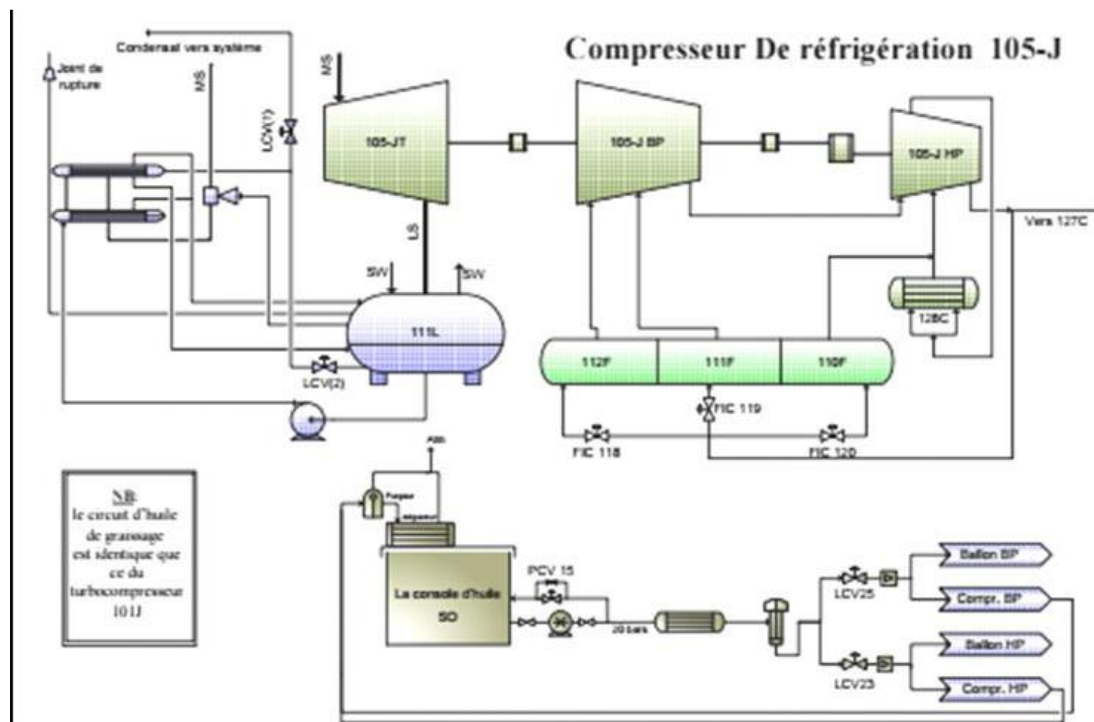 Compresseur De réfrigération 105-J
Condensat vers système
Joint de
rupture
MS
LCV(1)
MS
105-JT
105-J BP
105-J HP
LS
Vers 127C
SW
SW
128C
111L
112F
111F
110F
LCV(2)
FIC 119
FIC 118
FIC 120
NB:
le circuit d'huile
de graissage
est identique que
ce du
turbocompresseur
101J
Purgeur
La console d'huile
SO
PCV 15
LCV25
Ballon BP
Compr. BP
LCV23
Ballon HP
Compr. HP